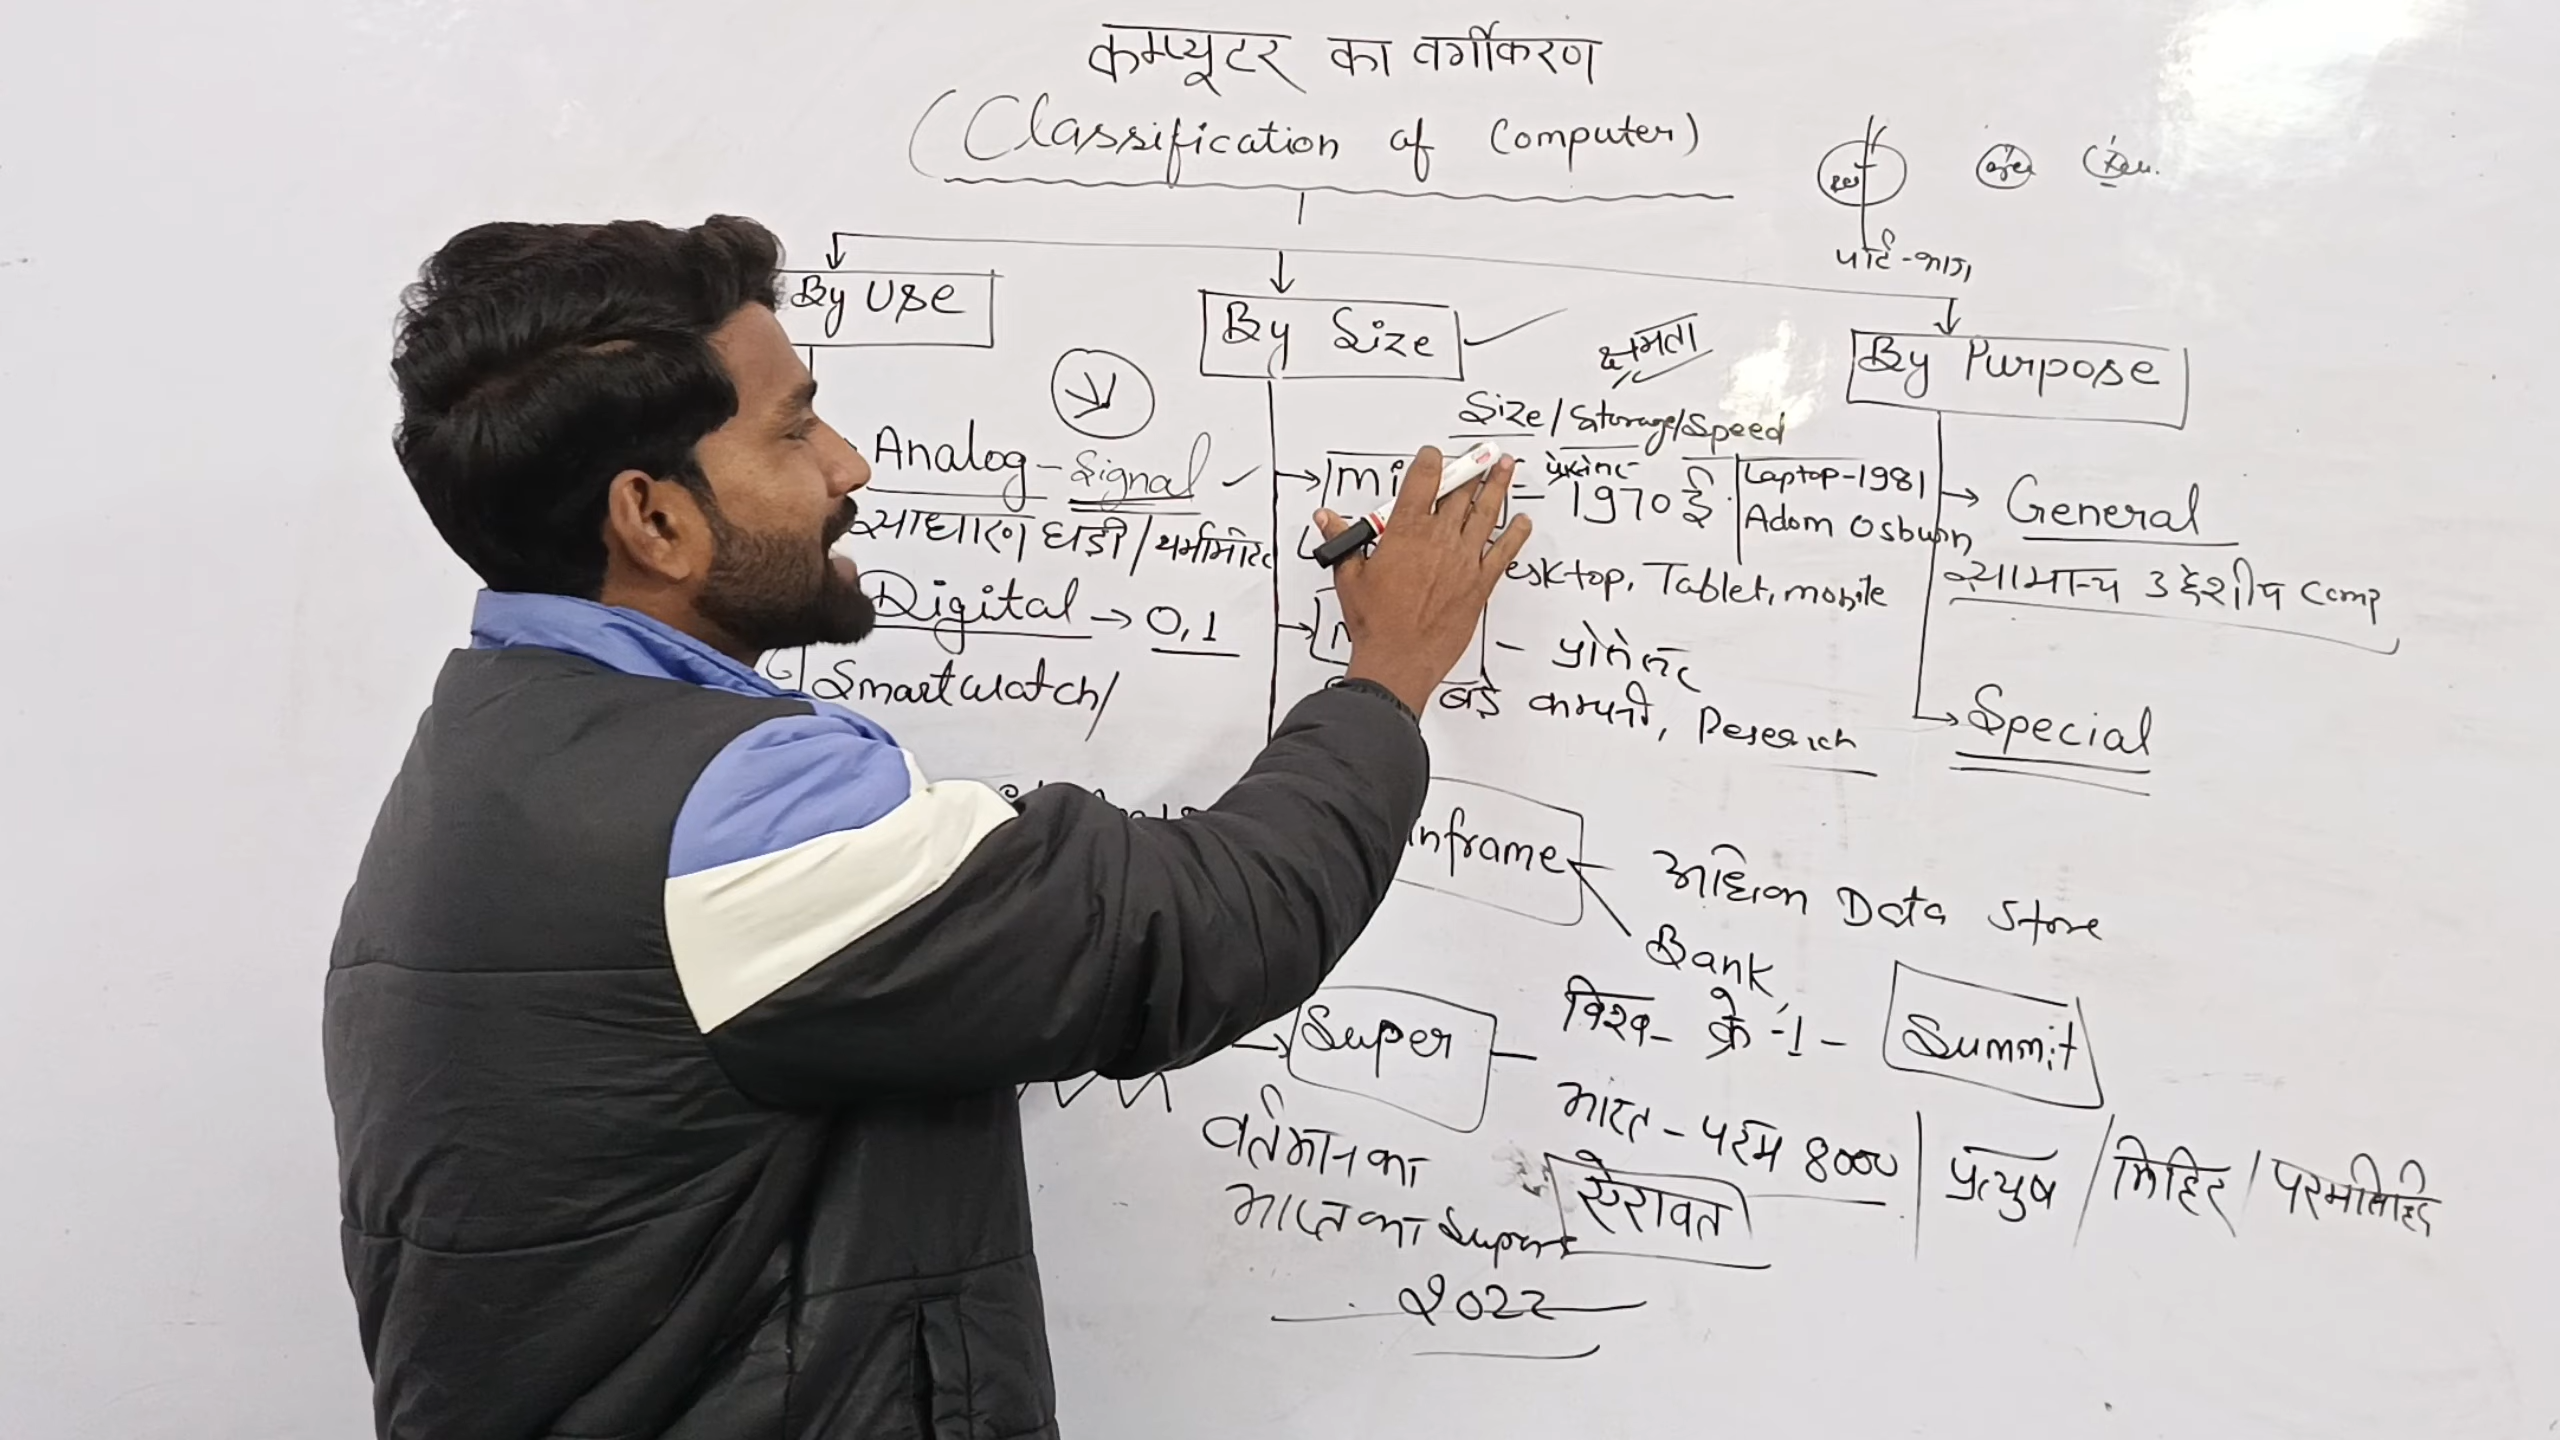 कम्प्यूटर का वर्गीकरण
(Classification of Computer)
पार्ट-भाग
By Use
By Size
By Purpose
क्षमता
Size/Storage/Speed
Analog-Signal
साधारण घड़ी/थर्मामिटर
Digital → 0,1
Smartwatch/
= 1970 ई.
Laptop-1981
Adom Osburn
esktop, Tablet, mobile
बड़े कम्पनी, Research
General
सामान्य उद्देशीय Comp
Special
inframe
अधिक Data Store
Bank,
Super
विश्व- क्रे-1 - Summit
भारत-परम 8000 | प्रत्युष / मिहिर /
वर्तमान का
भारत का Super
ऐरावत
2022